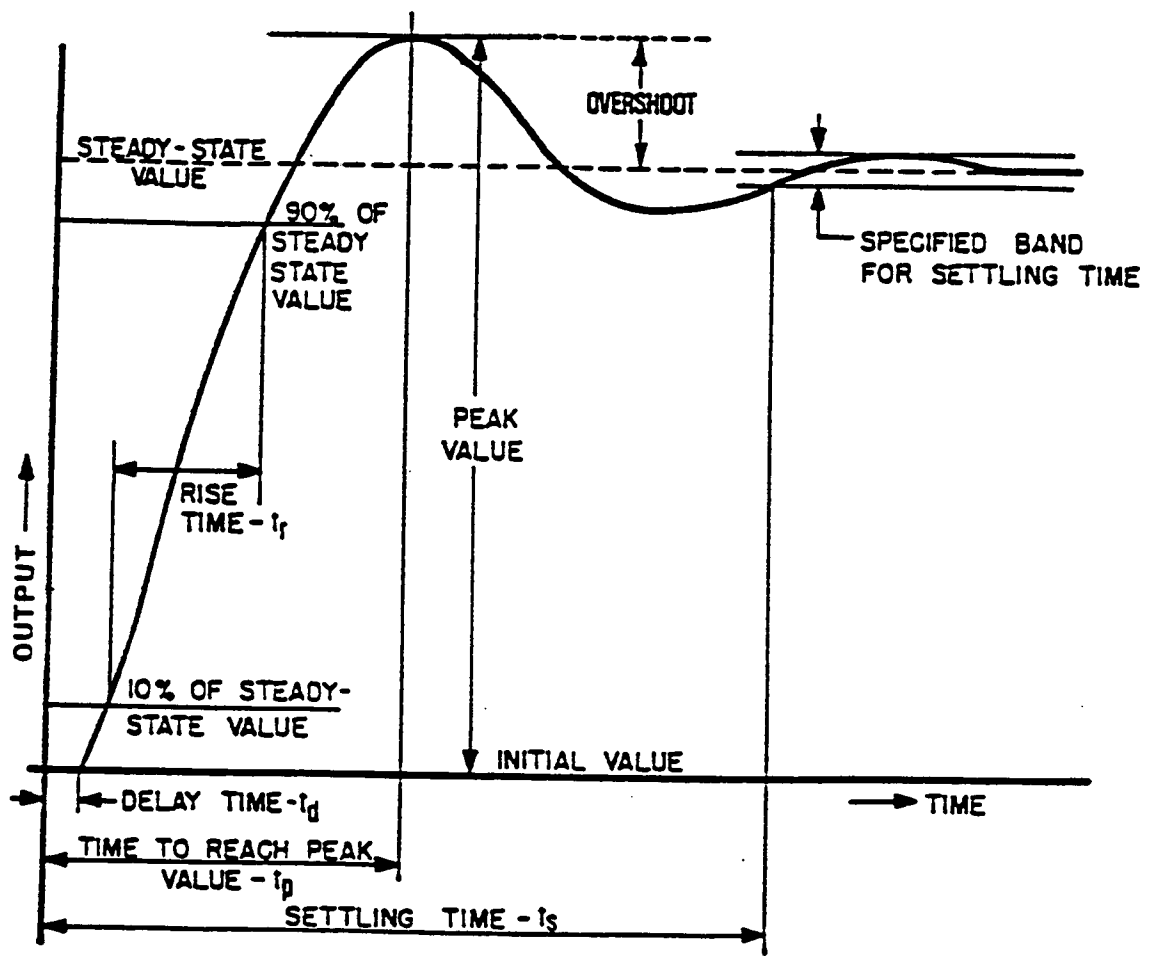 OVERSHOOT
STEADY-STATE
VALUE
90% OF
STEADY
STATE
VALUE
SPECIFIED BAND
FOR SETTLING TIME
PEAK
VALUE
RISE
TIME - tr
OUTPUT
10% OF STEADY-
STATE VALUE
INITIAL VALUE
DELAY TIME - td
TIME
TIME TO REACH PEAK
VALUE - tp
SETTLING TIME - ts